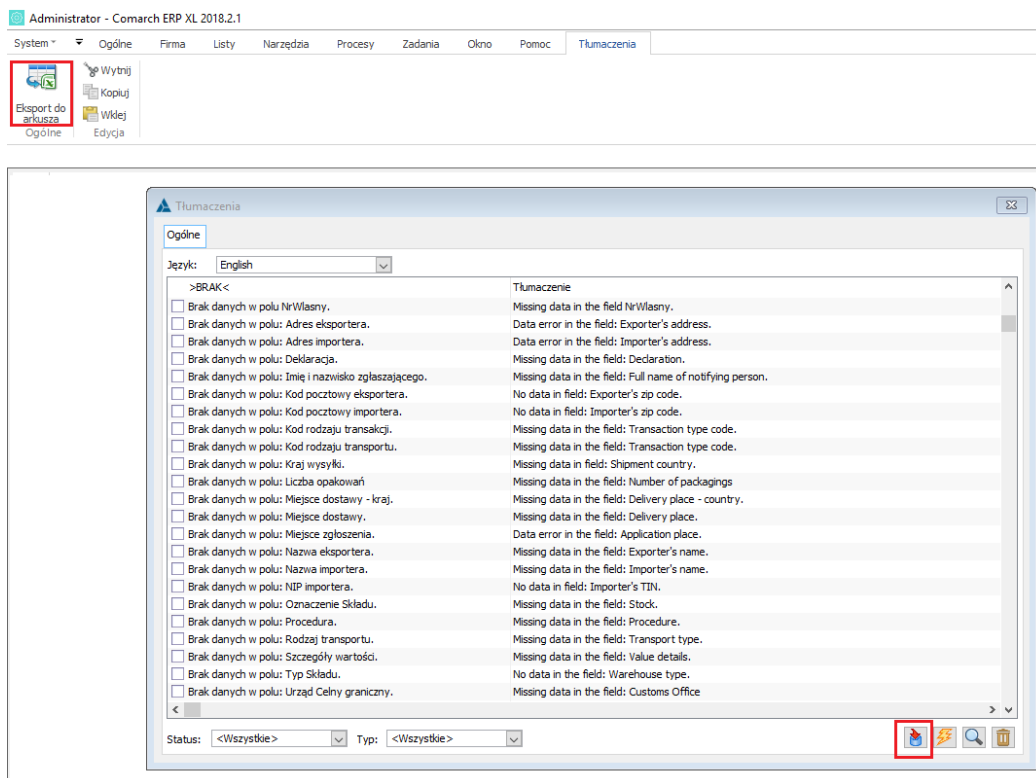 Administrator - Comarch ERP XL 2018.2.1
System Ogólne Firma Listy Narzędzia Procesy Zadania Okno Pomoc Tłumaczenia
Wytnij
Kopiuj
Eksport do arkusza
Wklej
Ogólne Edycja
Tłumaczenia
Ogólne
Język: English
>BRAK< Tłumaczenie
Brak danych w polu NrWlasny. Missing data in the field NrWlasny.
Brak danych w polu: Adres eksportera. Data error in the field: Exporter's address.
Brak danych w polu: Adres importera. Data error in the field: Importer's address.
Brak danych w polu: Deklaracja. Missing data in the field: Declaration.
Brak danych w polu: Imię i nazwisko zgłaszającego. Missing data in the field: Full name of notifying person.
Brak danych w polu: Kod pocztowy eksportera. No data in field: Exporter's zip code.
Brak danych w polu: Kod pocztowy importera. No data in field: Importer's zip code.
Brak danych w polu: Kod rodzaju transakcji. Missing data in the field: Transaction type code.
Brak danych w polu: Kod rodzaju transportu. Missing data in the field: Transaction type code.
Brak danych w polu: Kraj wysyłki. Missing data in field: Shipment country.
Brak danych w polu: Liczba opakowań Missing data in the field: Number of packagings
Brak danych w polu: Miejsce dostawy - kraj. Missing data in the field: Delivery place - country.
Brak danych w polu: Miejsce dostawy. Missing data in the field: Delivery place.
Brak danych w polu: Miejsce zgłoszenia. Data error in the field: Application place.
Brak danych w polu: Nazwa eksportera. Missing data in the field: Exporter's name.
Brak danych w polu: Nazwa importera. Missing data in the field: Importer's name.
Brak danych w polu: NIP importera. No data in field: Importer's TIN.
Brak danych w polu: Oznaczenie Składu. Missing data in the field: Stock.
Brak danych w polu: Procedura. Missing data in the field: Procedure.
Brak danych w polu: Rodzaj transportu. Missing data in the field: Transport type.
Brak danych w polu: Szczegóły wartości. Missing data in the field: Value details.
Brak danych w polu: Typ Składu. No data in the field: Warehouse type.
Brak danych w polu: Urząd Celny graniczny. Missing data in the field: Customs Office
Status: <Wszystkie> Typ: <Wszystkie>